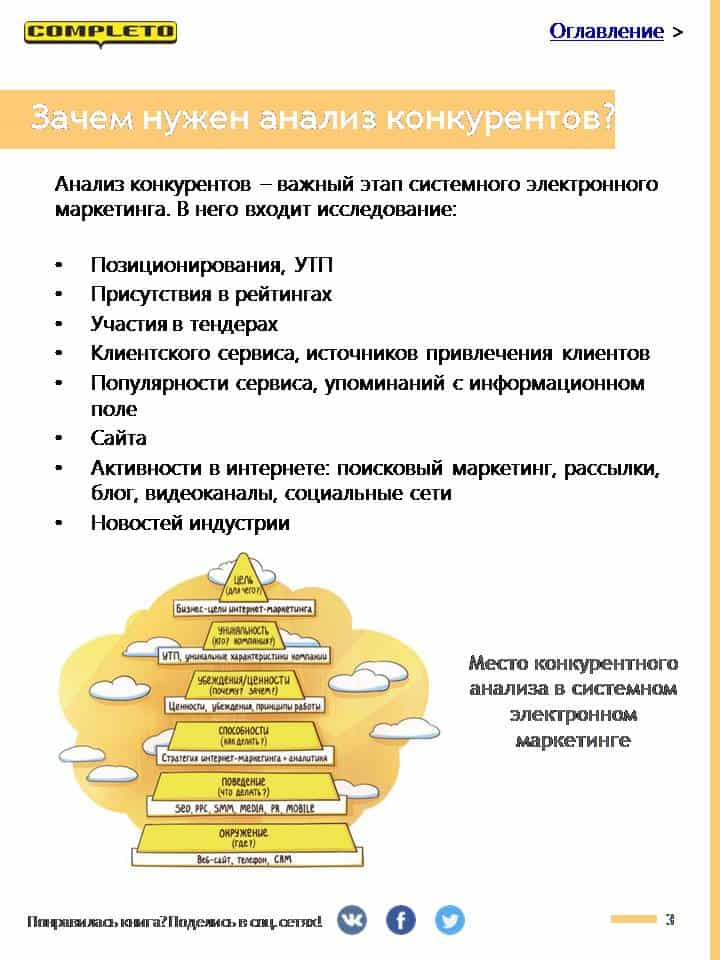 COMPLETO
Оглавление >
Зачем нужен анализ конкурентов?
Анализ конкурентов – важный этап системного электронного
маркетинга. В него входит исследование:
• Позиционирования, УТП
• Присутствия в рейтингах
• Участия в тендерах
• Клиентского сервиса, источников привлечения клиентов
• Популярности сервиса, упоминаний с информационном
поле
• Сайта
• Активности в интернете: поисковый маркетинг, рассылки,
блог, видеоканалы, социальные сети
• Новостей индустрии
ЦЕЛЬ
(ДЛЯ ЧЕГО?)
Бизнес-цели интернет-маркетинга
УНИКАЛЬНОСТЬ
(КТО? КОМПАНИЯ?)
УТП, уникальные характеристики компании
УБЕЖДЕНИЯ/ЦЕННОСТИ
(ПОЧЕМУ? ЗАЧЕМ?)
Ценности, убеждения, принципы работы
СПОСОБНОСТИ
(КАК ДЕЛАТЬ?)
Стратегия интернет-маркетинга + аналитика
ПОВЕДЕНИЕ
(ЧТО ДЕЛАТЬ?)
SEO, PPC, SMM, MEDIA, PR, MOBILE
ОКРУЖЕНИЕ
(ГДЕ?)
Веб-сайт, телефон, CRM
Место конкурентного
анализа в системном
электронном
маркетинге
Понравилась книга? Поделись в соц. сетях!
3